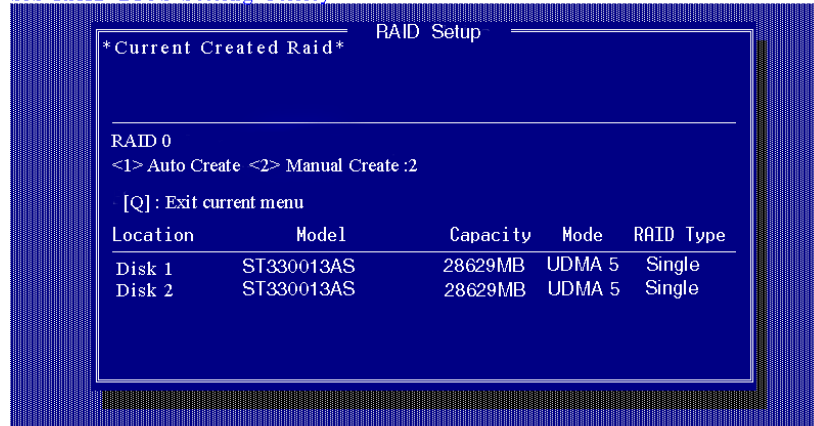 RAID Setup
*Current Created Raid*
RAID 0
<1> Auto Create <2> Manual Create :2
[Q] : Exit current menu
Location Model Capacity Mode RAID Type
Disk 1 ST330013AS 28629MB UDMA 5 Single
Disk 2 ST330013AS 28629MB UDMA 5 Single